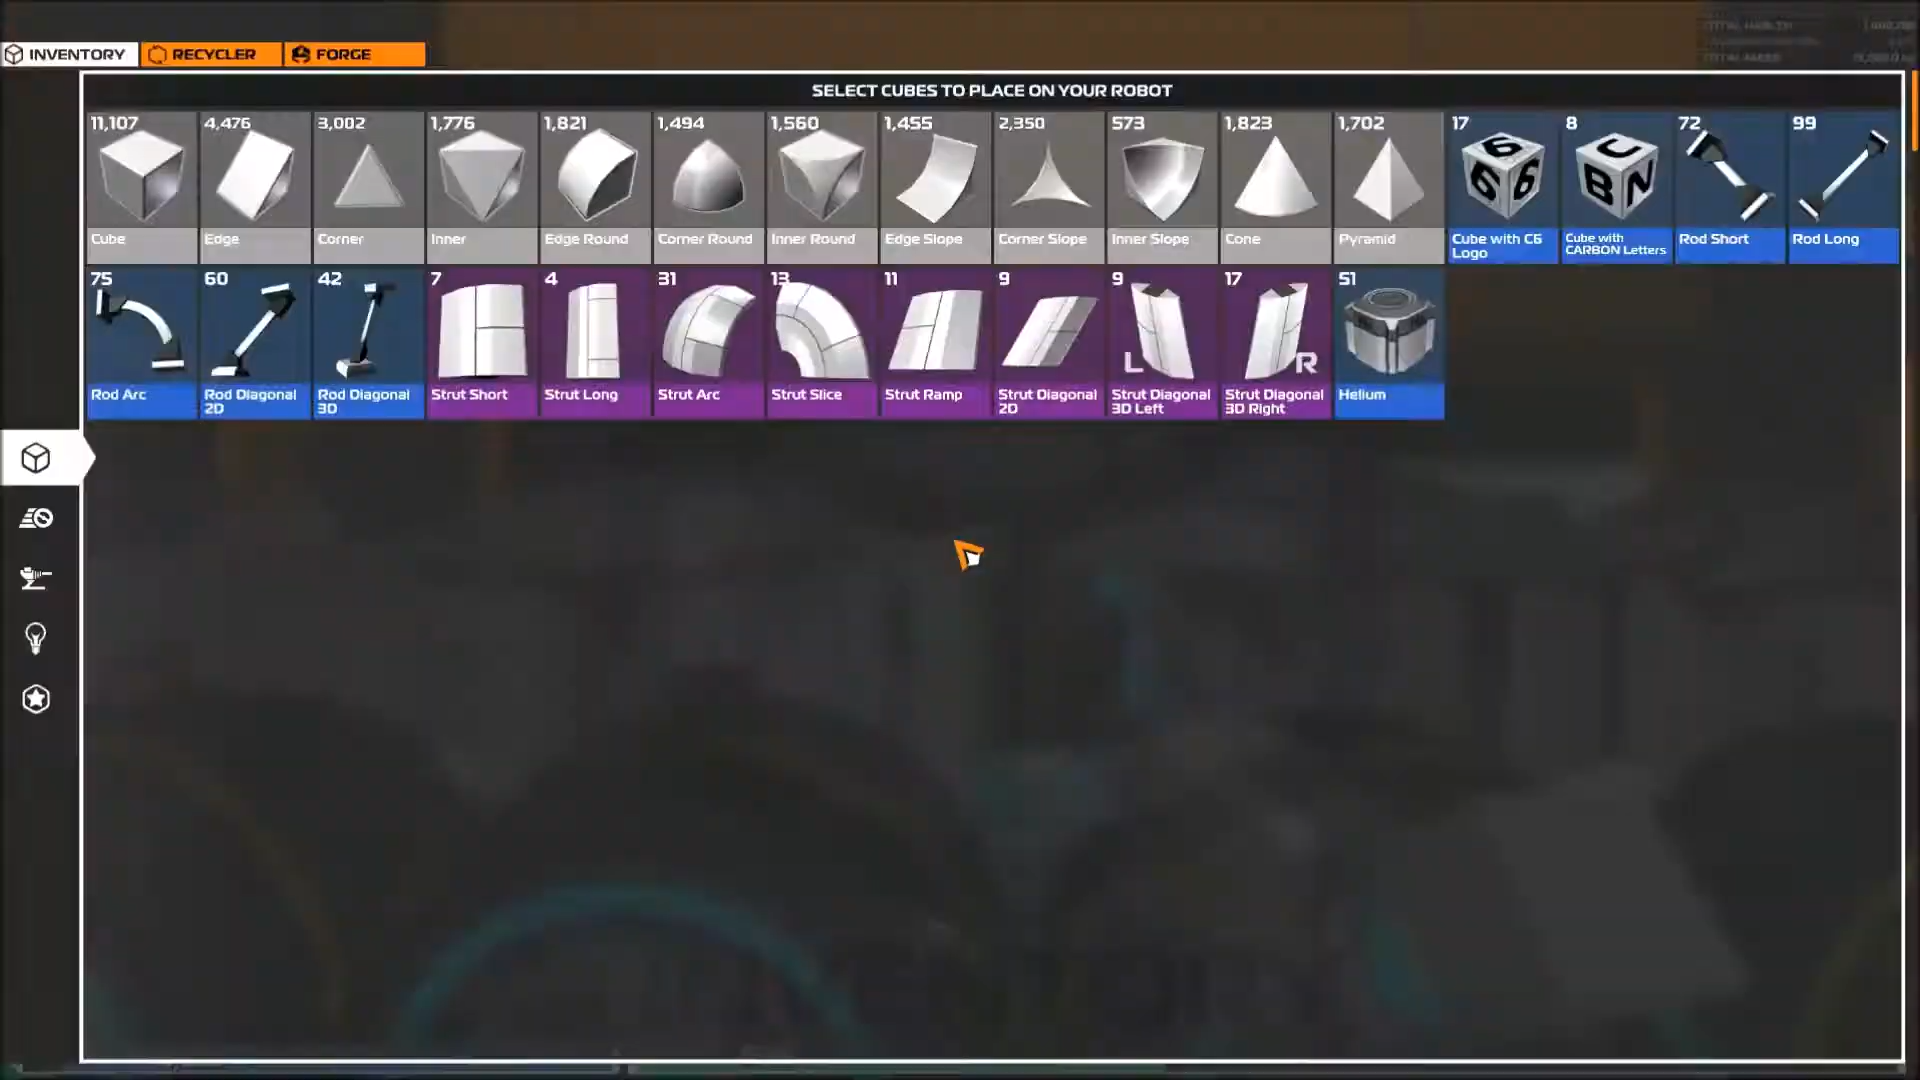 INVENTORY RECYCLER FORGE
SELECT CUBES TO PLACE ON YOUR ROBOT
11,107 4,476 3,002 1,776 1,821 1,494 1,560 1,455 2,350 573 1,823 1,702 17 8 72 99
6 6 6 C B N
Cube Edge Corner Inner Edge Round Corner Round Inner Round Edge Slope Corner Slope Inner Slope Cone Pyramid Cube with C6 Logo Cube with CARBON Letters Rod Short Rod Long
75 60 42 7 4 31 13 11 9 9 17 51
L R
Rod Arc Rod Diagonal 2D Rod Diagonal 3D Strut Short Strut Long Strut Arc Strut Slice Strut Ramp Strut Diagonal 2D Strut Diagonal 3D Left Strut Diagonal 3D Right Helium